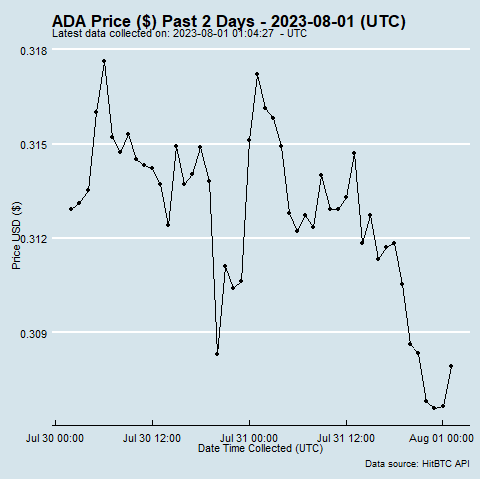 ADA Price ($) Past 2 Days - 2023-08-01 (UTC)
Latest data collected on: 2023-08-01 01:04:27  - UTC
0.318
0.315
0.312
0.309
Price USD ($)
Jul 30 00:00
Jul 30 12:00
Jul 31 00:00
Jul 31 12:00
Aug 01 00:00
Date Time Collected (UTC)
Data source: HitBTC API